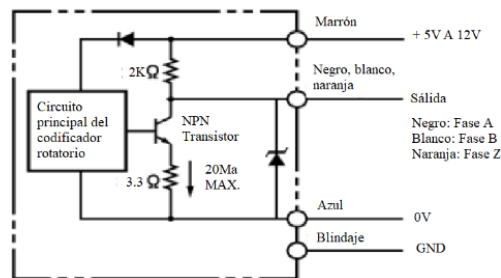 Marrón
+ 5V A 12V
2KΩ
Negro, blanco,
naranja
Sálida
Circuito
principal del
codificador
rotatorio
NPN
Transistor
Negro: Fase A
Blanco: Fase B
Naranja: Fase Z
3.3 Ω
20Ma
MAX.
Azul
0V
Blindaje
GND